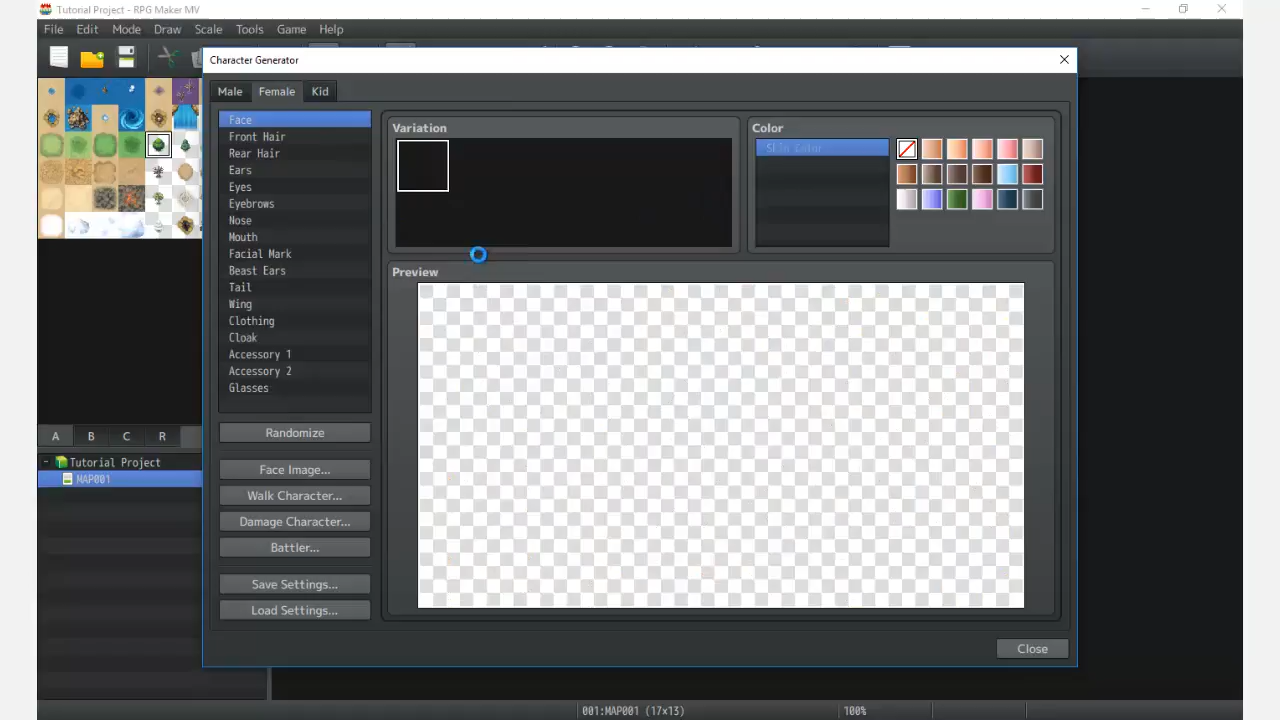 Tutorial Project - RPG Maker MV
File Edit Mode Draw Scale Tools Game Help
Character Generator
Male Female Kid
Face
Front Hair
Rear Hair
Ears
Eyes
Eyebrows
Nose
Mouth
Facial Mark
Beast Ears
Tail
Wing
Clothing
Cloak
Accessory 1
Accessory 2
Glasses
Randomize
Face Image...
Walk Character...
Damage Character...
Battler...
Save Settings...
Load Settings...
Variation
Color
Skin Color
Preview
Close
A B C R
Tutorial Project
MAP001
001:MAP001 (17x13)
100%